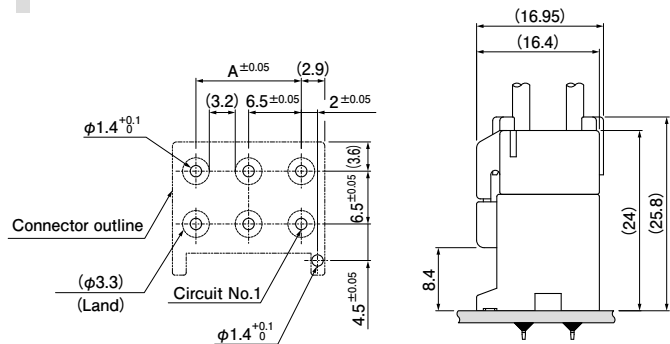 (16.95)
(16.4)
A±0.05
(2.9)
(3.2)
6.5±0.05
2±0.05
φ1.4+0.1 0
(3.6)
6.5±0.05
Connector outline
(φ3.3)
(Land)
Circuit No.1
φ1.4+0.1 0
4.5±0.05
8.4
(24)
(25.8)